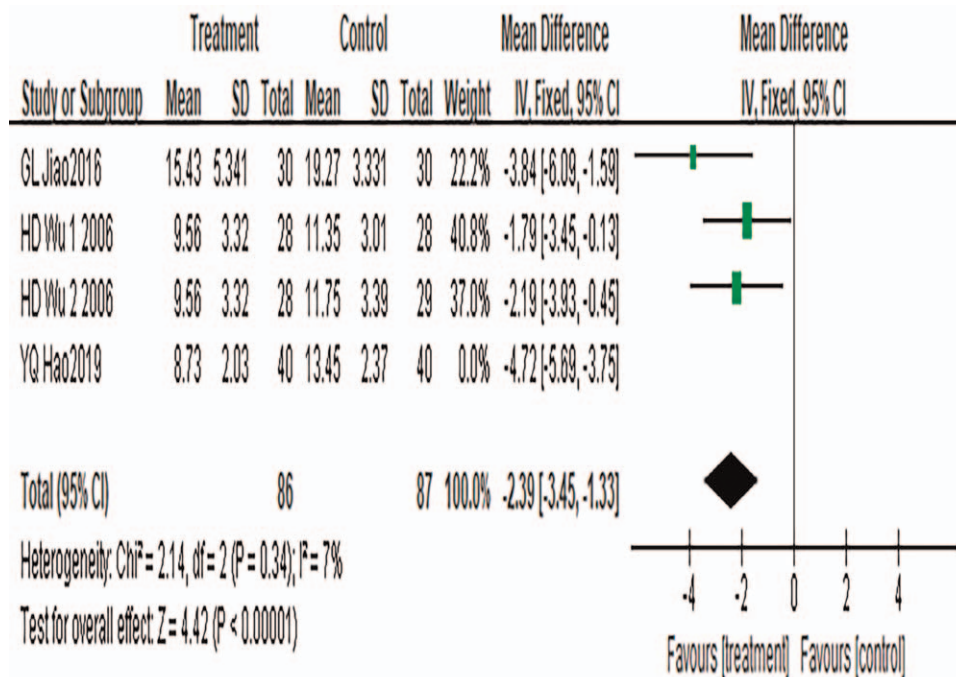 Treatment Control Mean Difference Mean Difference
Study or Subgroup Mean SD Total Mean SD Total Weight IV, Fixed, 95% CI IV, Fixed, 95% CI
GL Jiao2016 15.43 5.341 30 19.27 3.331 30 22.2% -3.84 [-6.09, -1.59]
HD Wu 1 2006 9.56 3.32 28 11.35 3.01 28 40.8% -1.79 [-3.45, -0.13]
HD Wu 2 2006 9.56 3.32 28 11.75 3.39 29 37.0% -2.19 [-3.93, -0.45]
YQ Hao2019 8.73 2.03 40 13.45 2.37 40 0.0% -4.72 [-5.69, -3.75]
Total (95% CI) 86 87 100.0% -2.39 [-3.45, -1.33]
Heterogeneity: Chi² = 2.14, df = 2 (P = 0.34); I² = 7%
Test for overall effect: Z = 4.42 (P < 0.00001)
-4 -2 0 2 4
Favours [treatment] Favours [control]